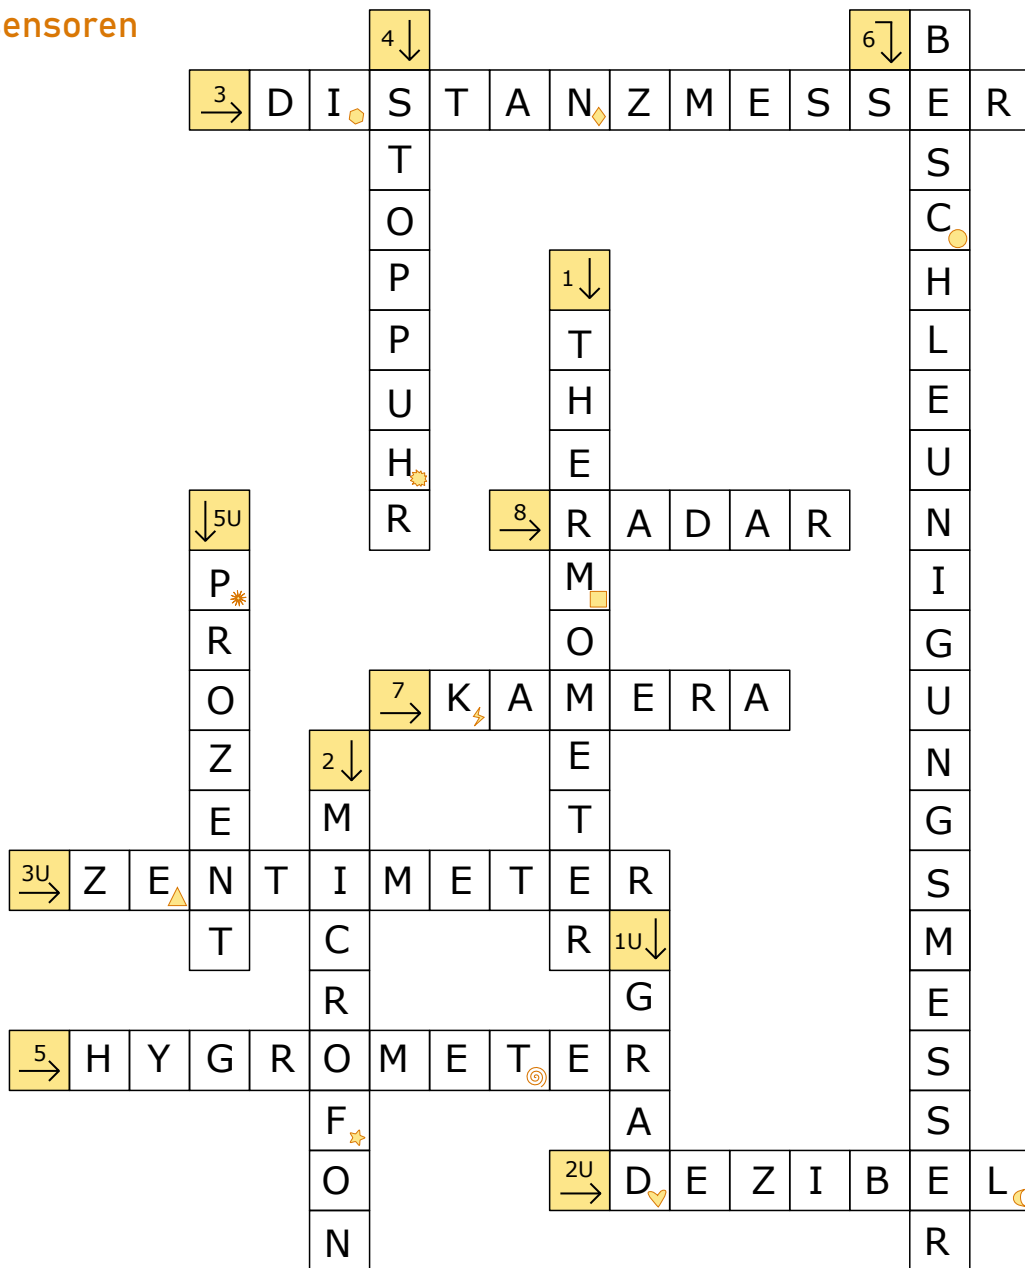 ensoren
4 STOPPUHR
6 BESCHLEUNIGUNGSMESSER
3 DISTANZMESSER
1 THERMOMETER
5U PROZENT
8 RADAR
7 KAMERA
2 MICROFON
3U ZENTIMETER
1U GRAD
5 HYGROMETER
2U DEZIBEL